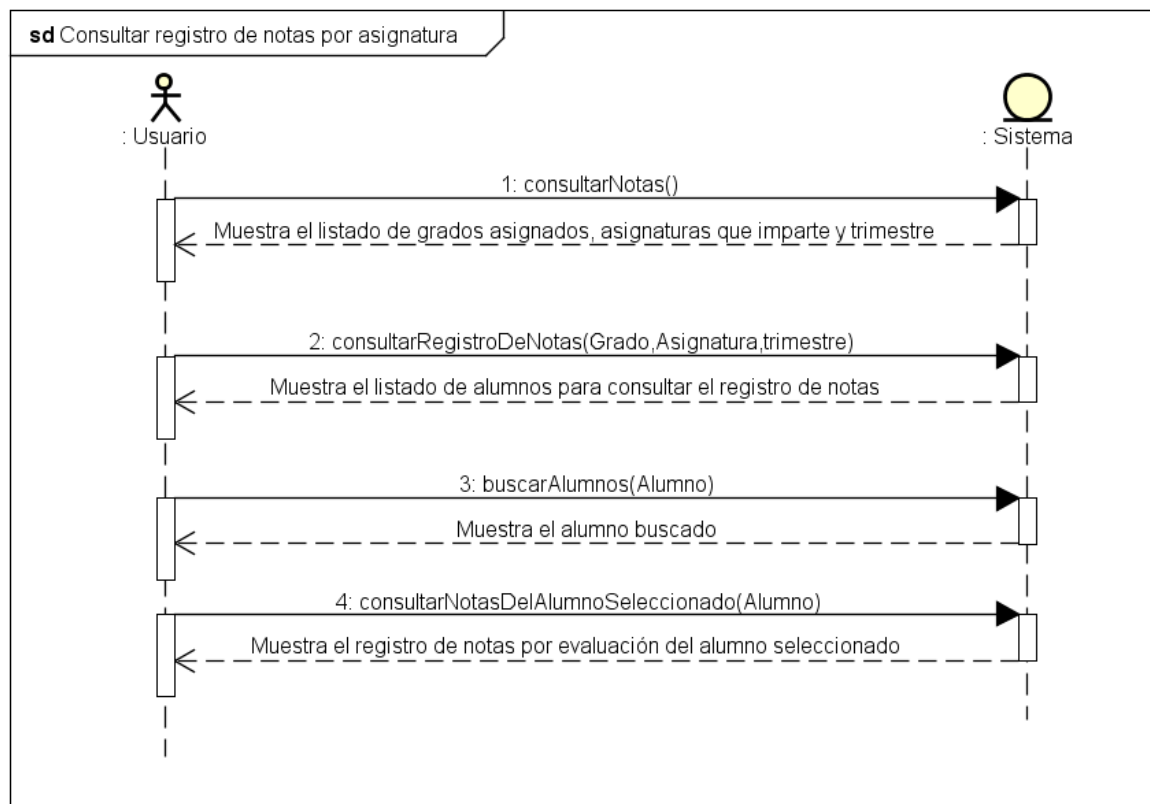 sd Consultar registro de notas por asignatura
: Usuario
: Sistema
1: consultarNotas()
Muestra el listado de grados asignados, asignaturas que imparte y trimestre
2: consultarRegistroDeNotas(Grado,Asignatura,trimestre)
Muestra el listado de alumnos para consultar el registro de notas
3: buscarAlumnos(Alumno)
Muestra el alumno buscado
4: consultarNotasDelAlumnoSeleccionado(Alumno)
Muestra el registro de notas por evaluación del alumno seleccionado